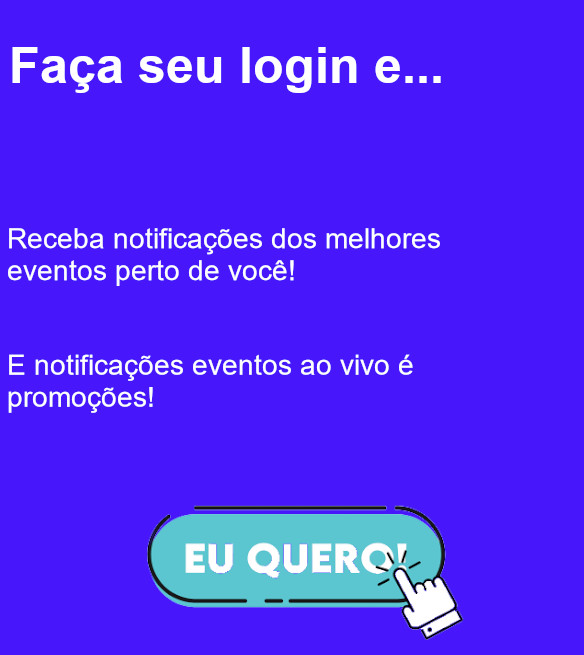 Faça seu login e...
Receba notificações dos melhores
eventos perto de você!
E notificações eventos ao vivo é
promoções!
EU QUERO!